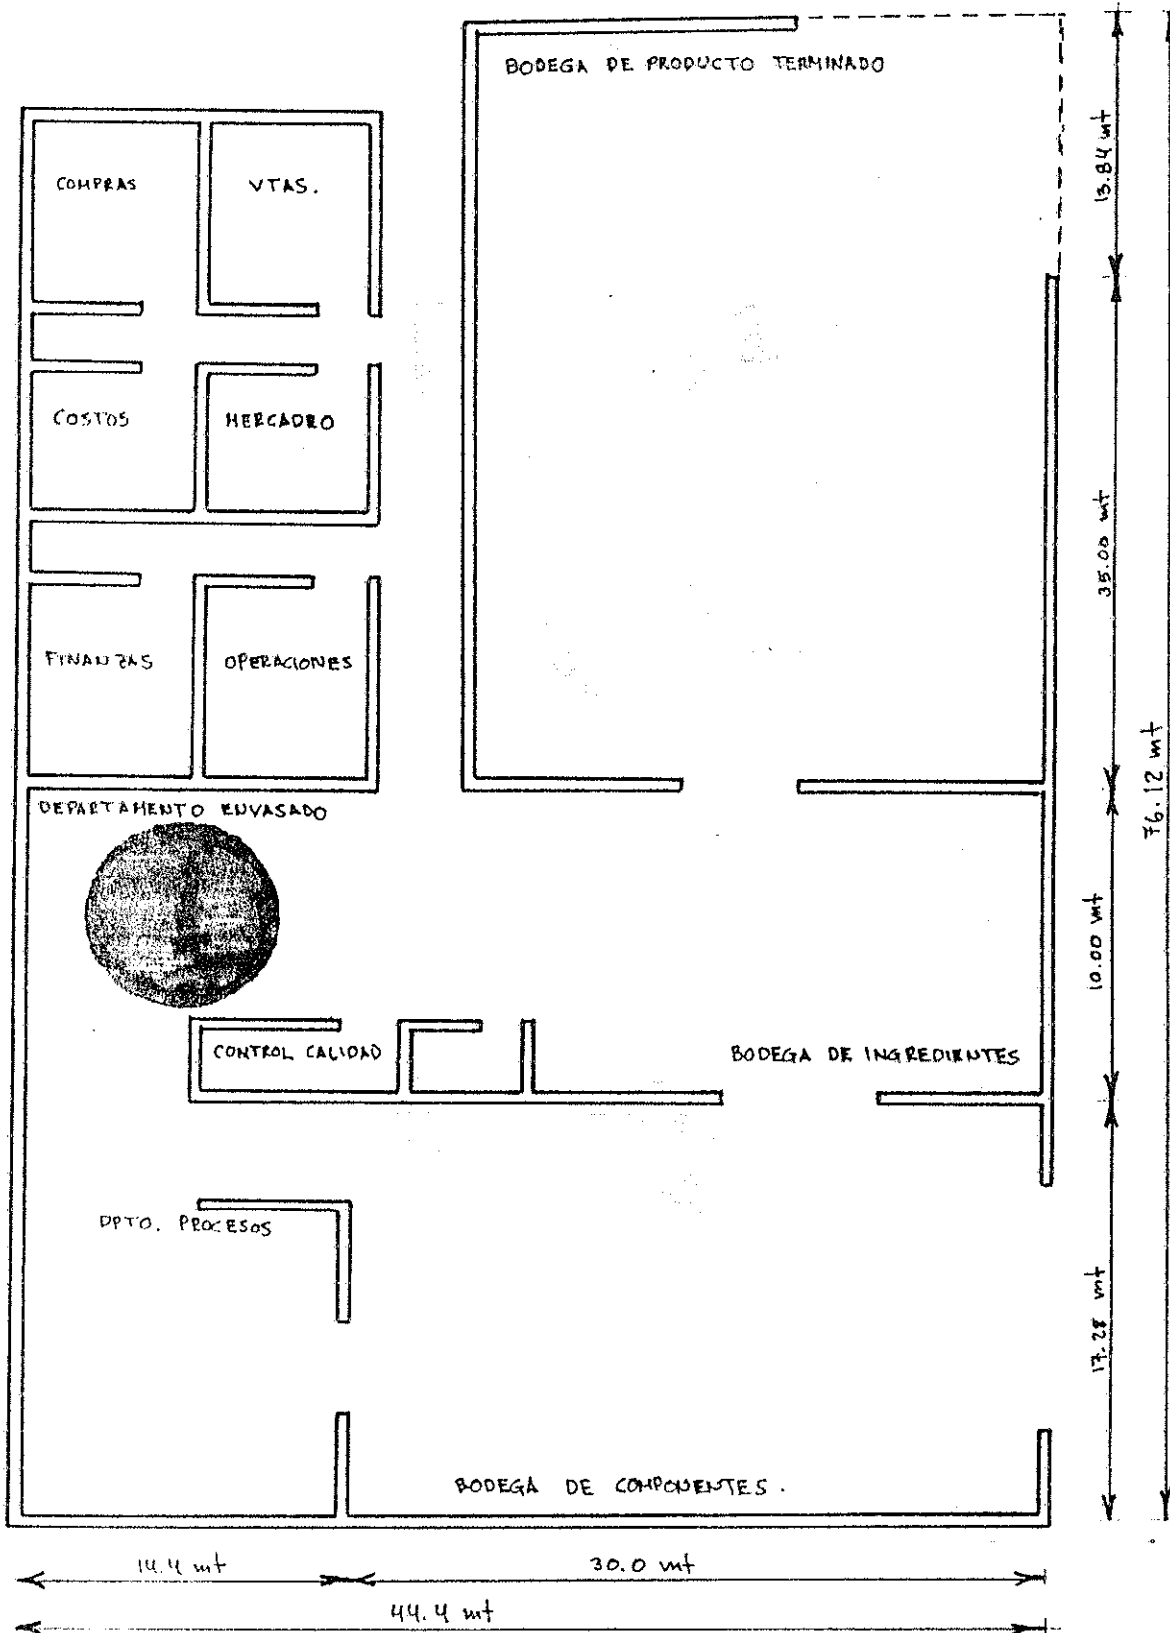 BODEGA DE PRODUCTO TERMINADO
13.84 mt
COMPRAS
VTAS.
COSTOS
MERCADEO
35.00 mt
FINANZAS
OPERACIONES
76.12 mt
DEPARTAMENTO ENVASADO
10.00 mt
CONTROL CALIDAD
BODEGA DE INGREDIENTES
DPTO. PROCESOS
17.28 mt
BODEGA DE COMPONENTES.
14.4 mt
30.0 mt
44.4 mt